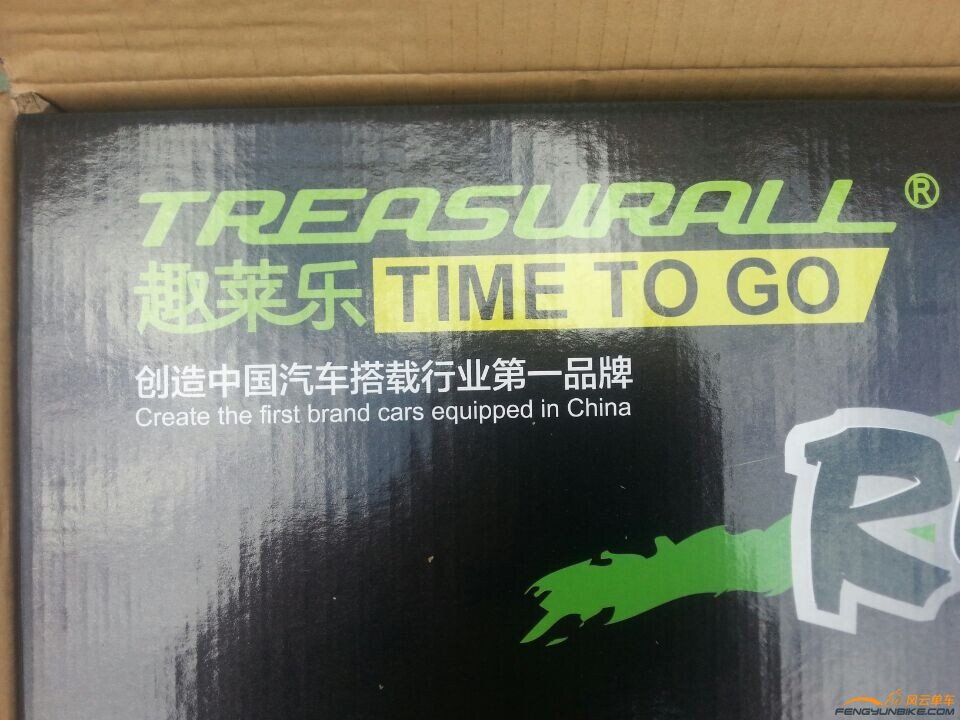 TREASURALL®
趣莱乐 TIME TO GO
创造中国汽车搭载行业第一品牌
Create the first brand cars equipped in China
R
风云单车
FENGYUNBIKE.COM